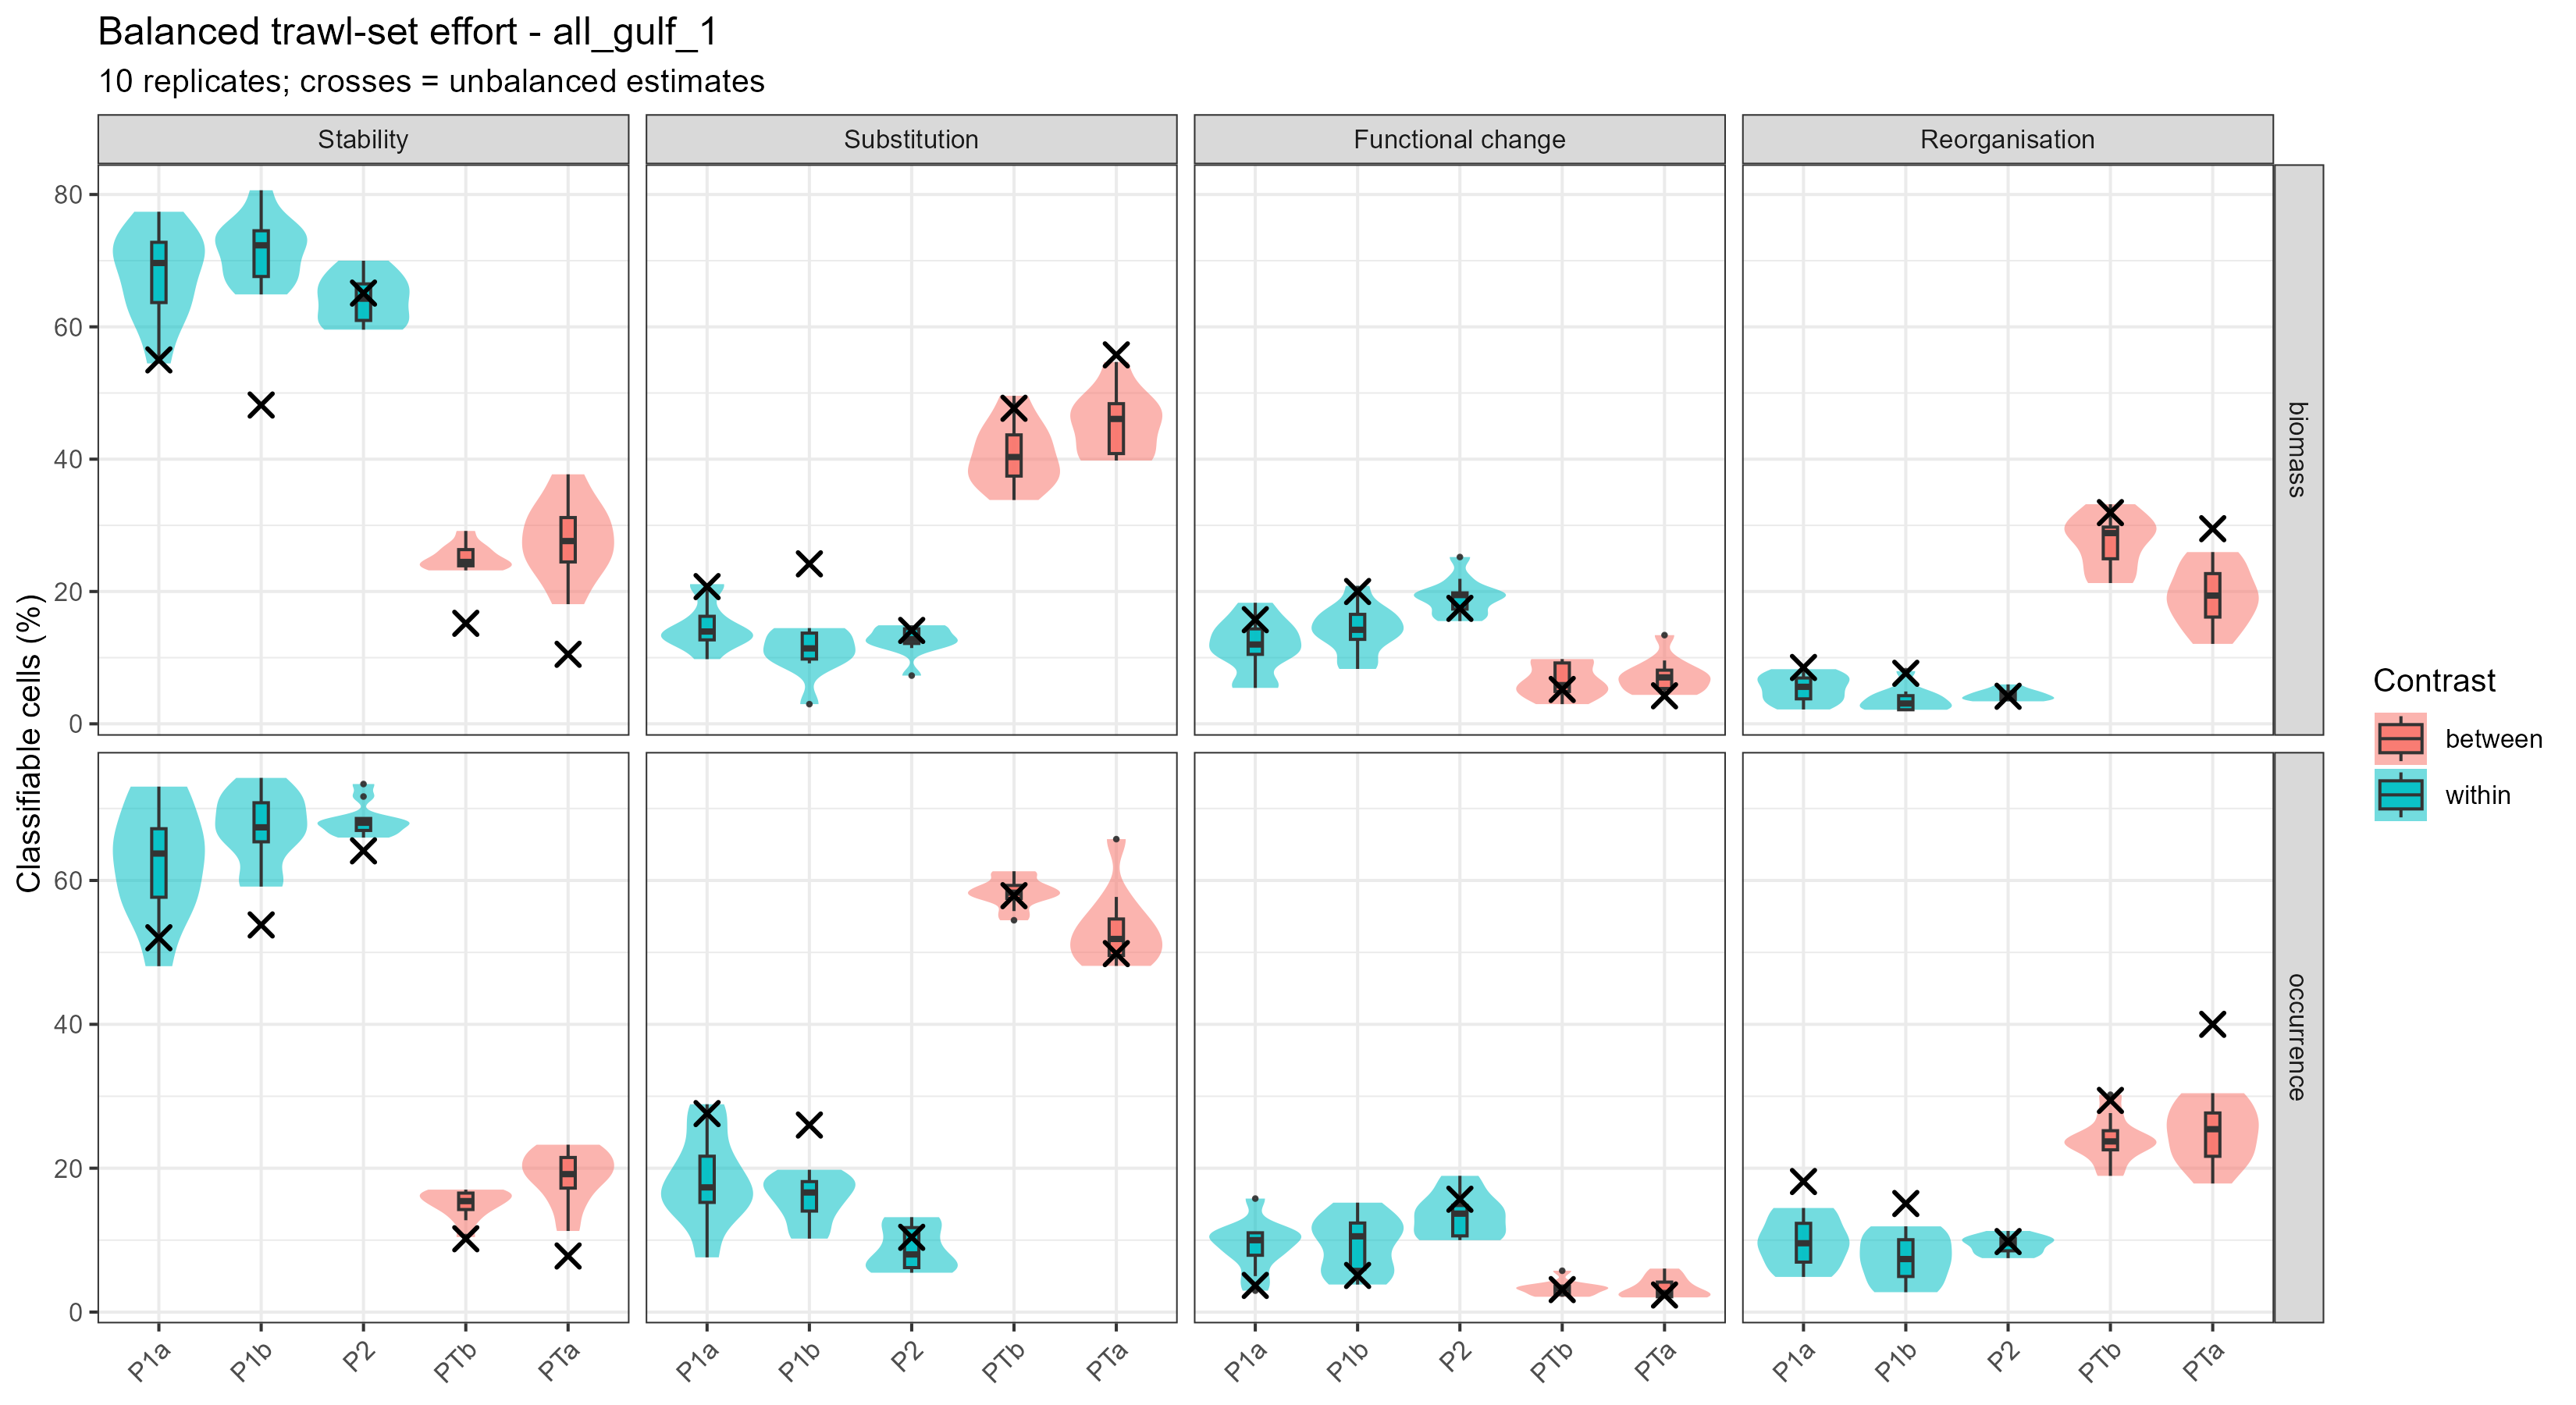 Balanced trawl-set effort - all_gulf_1
10 replicates; crosses = unbalanced estimates
Stability
Substitution
Functional change
Reorganisation
Classifiable cells (%)
80
60
40
20
0
biomass
60
40
20
0
occurrence
P1a
P1b
P2
PTb
PTa
P1a
P1b
P2
PTb
PTa
P1a
P1b
P2
PTb
PTa
P1a
P1b
P2
PTb
PTa
Contrast
between
within